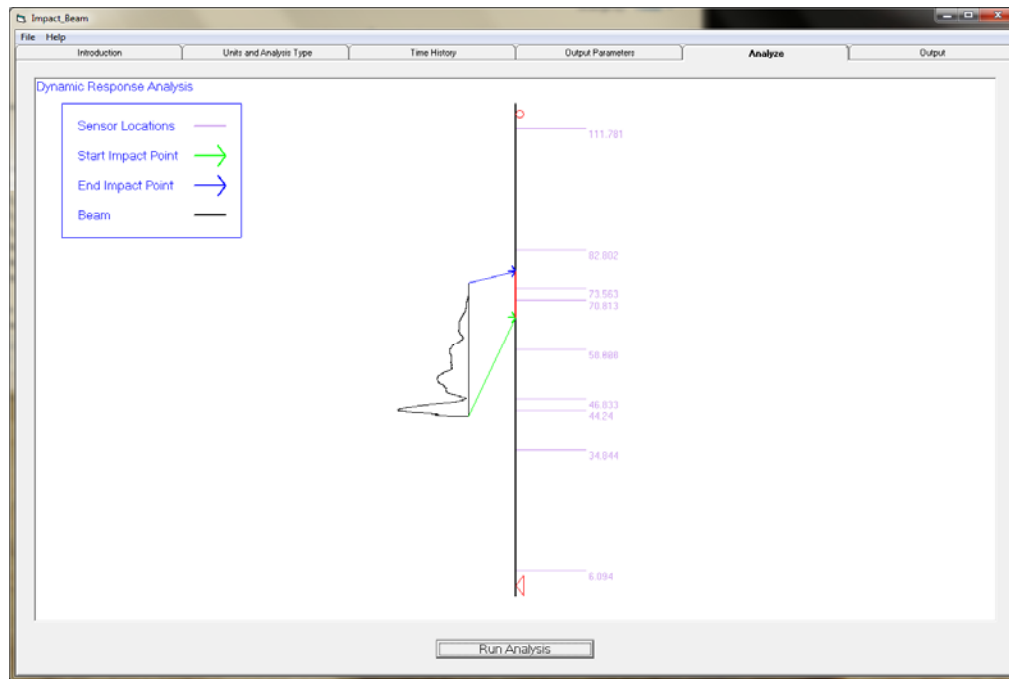 Impact_Beam
File Help
Introduction Units and Analysis Type Time History Output Parameters Analyze Output
Dynamic Response Analysis
Sensor Locations
Start Impact Point
End Impact Point
Beam
111.781
82.802
73.563
70.813
46.833
44.24
34.844
6.094
Run Analysis